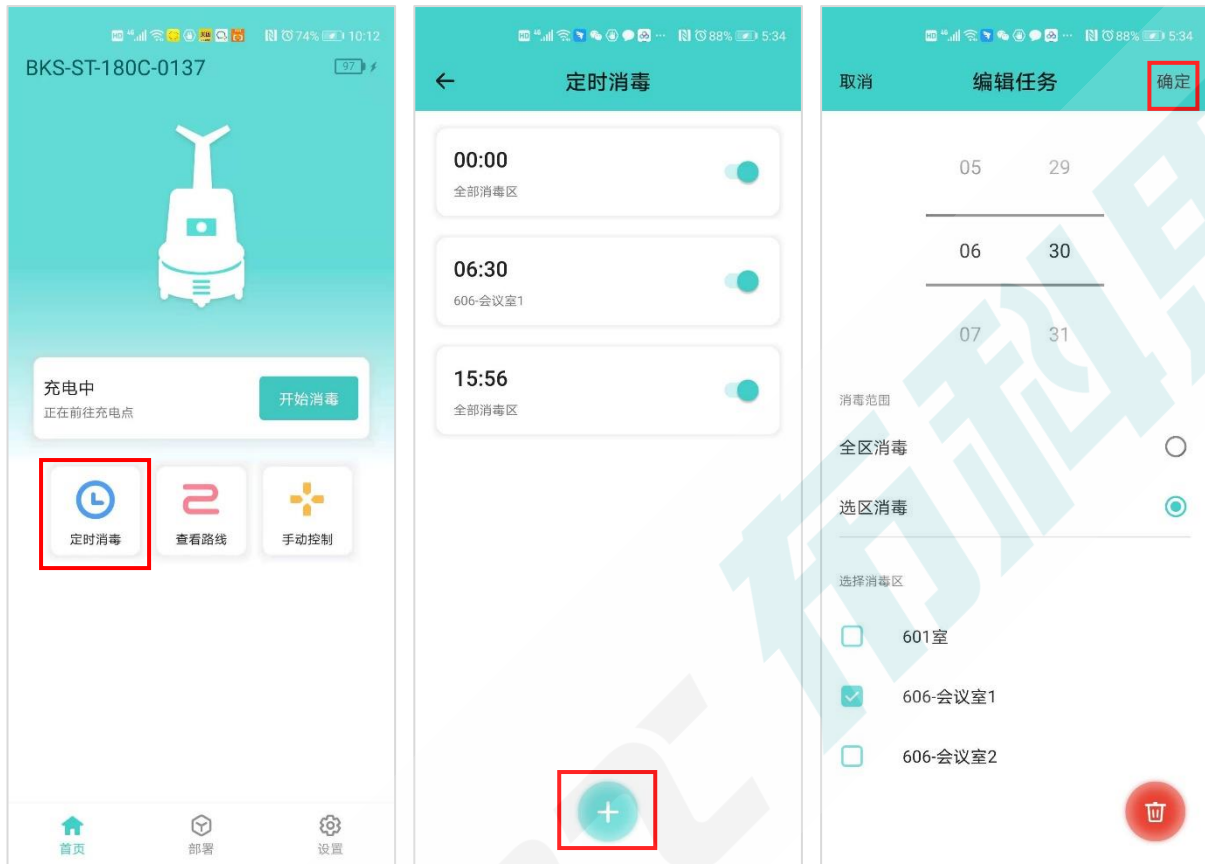 HD 74% 10:12
BKS-ST-180C-0137
97
充电中
正在前往充电点
开始消毒
定时消毒
查看路线
手动控制
首页
部署
设置
HD 88% 5:34
定时消毒
00:00
全部消毒区
06:30
606-会议室1
15:56
全部消毒区
HD 88% 5:34
取消
编辑任务
确定
05 29
06 30
07 31
消毒范围
全区消毒
选区消毒
选择消毒区
601室
606-会议室1
606-会议室2
布科思